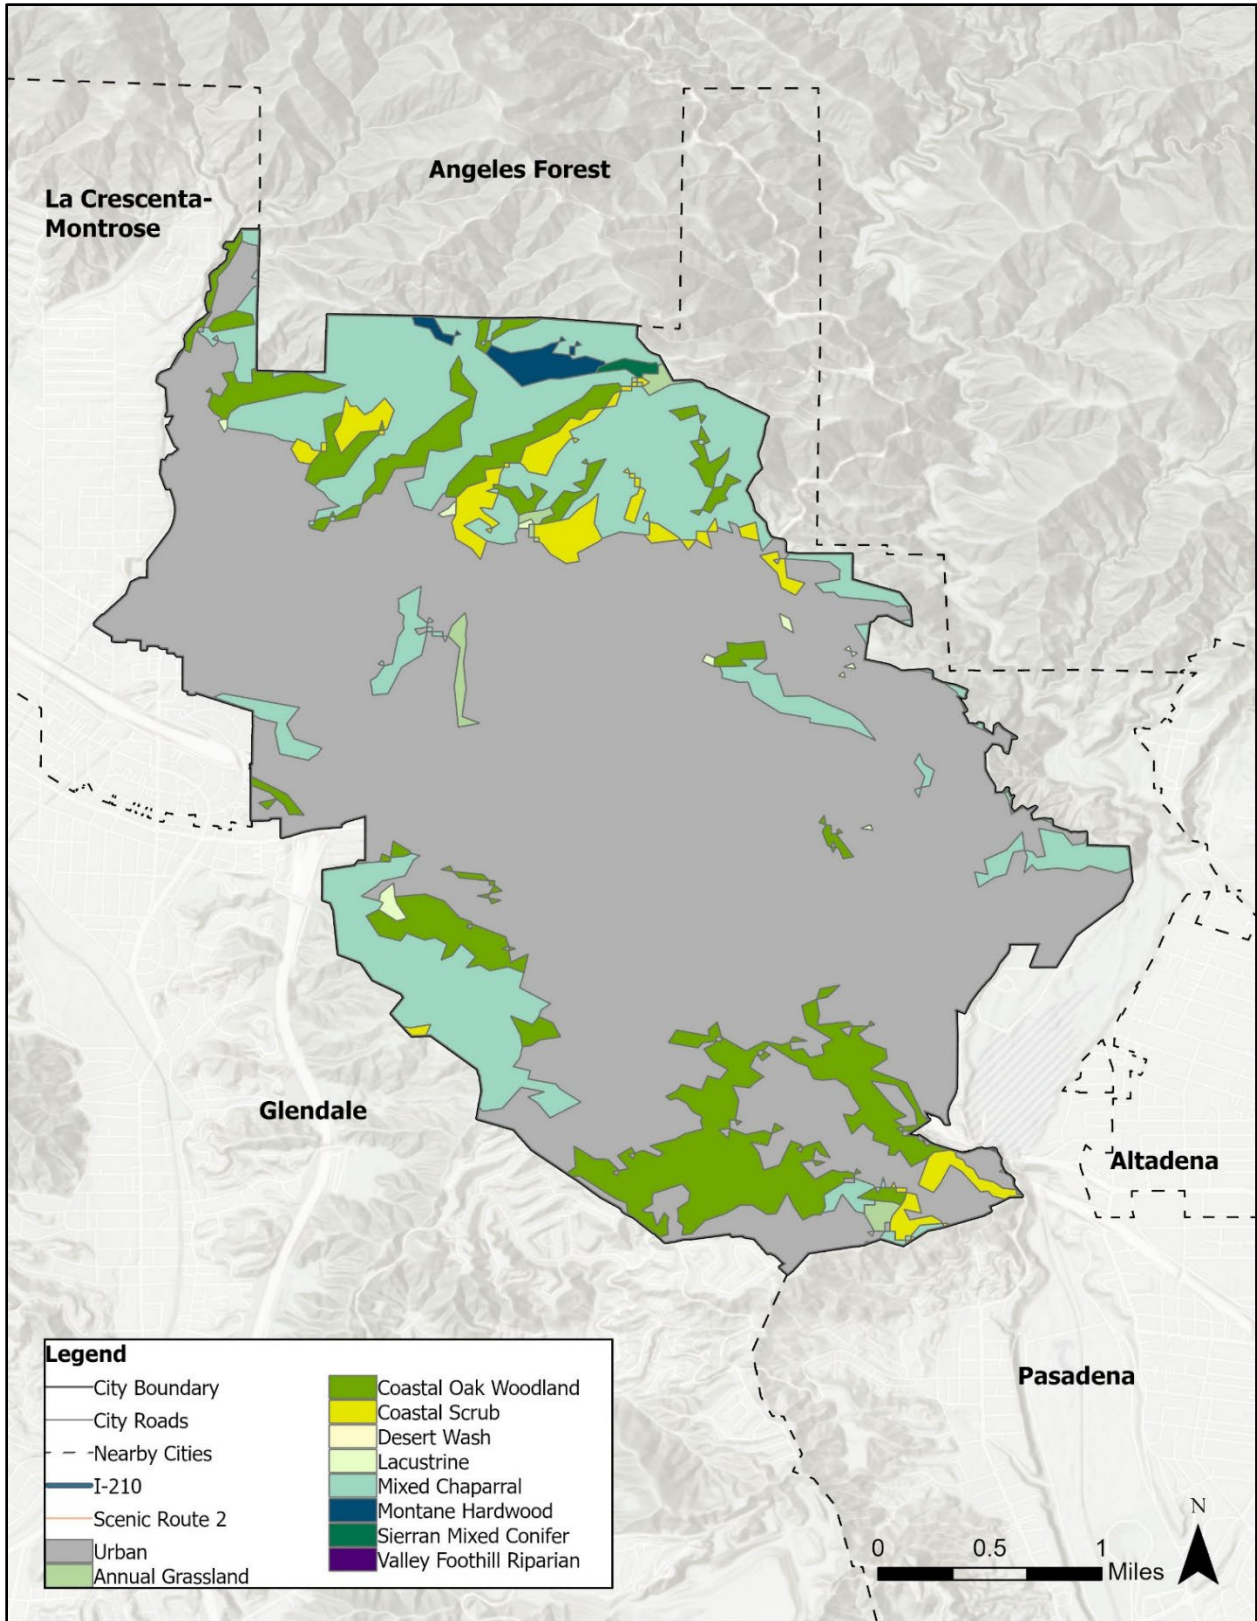 Angeles Forest
La Crescenta-
Montrose
Glendale
Altadena
Pasadena
Legend
City Boundary
City Roads
Nearby Cities
I-210
Scenic Route 2
Urban
Annual Grassland
Coastal Oak Woodland
Coastal Scrub
Desert Wash
Lacustrine
Mixed Chaparral
Montane Hardwood
Sierran Mixed Conifer
Valley Foothill Riparian
N
0 0.5 1
Miles